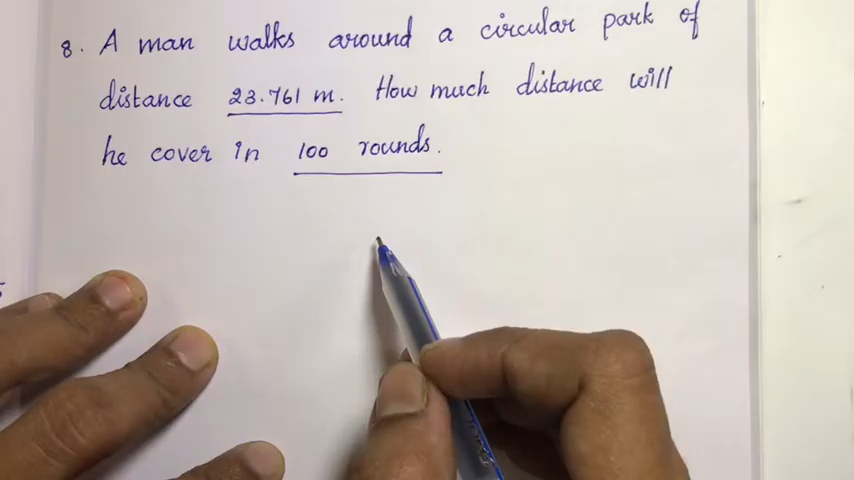 8. A man walks around a circular park of
distance 23.761 m. How much distance will
he cover in 100 rounds.